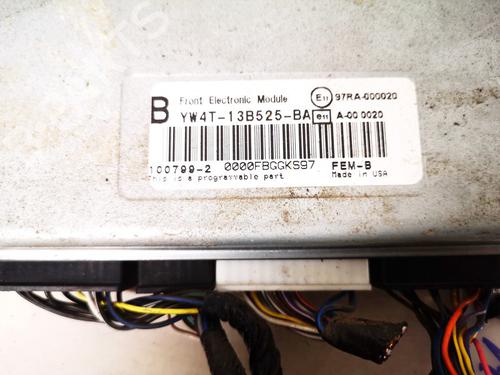 B Front Electronic Module E11 97RA-000020
YW4T-13B525-BA e11 A-00 0020
100799-2 0000FBGGKS97 FEM-B
This is a programmable part Made in USA